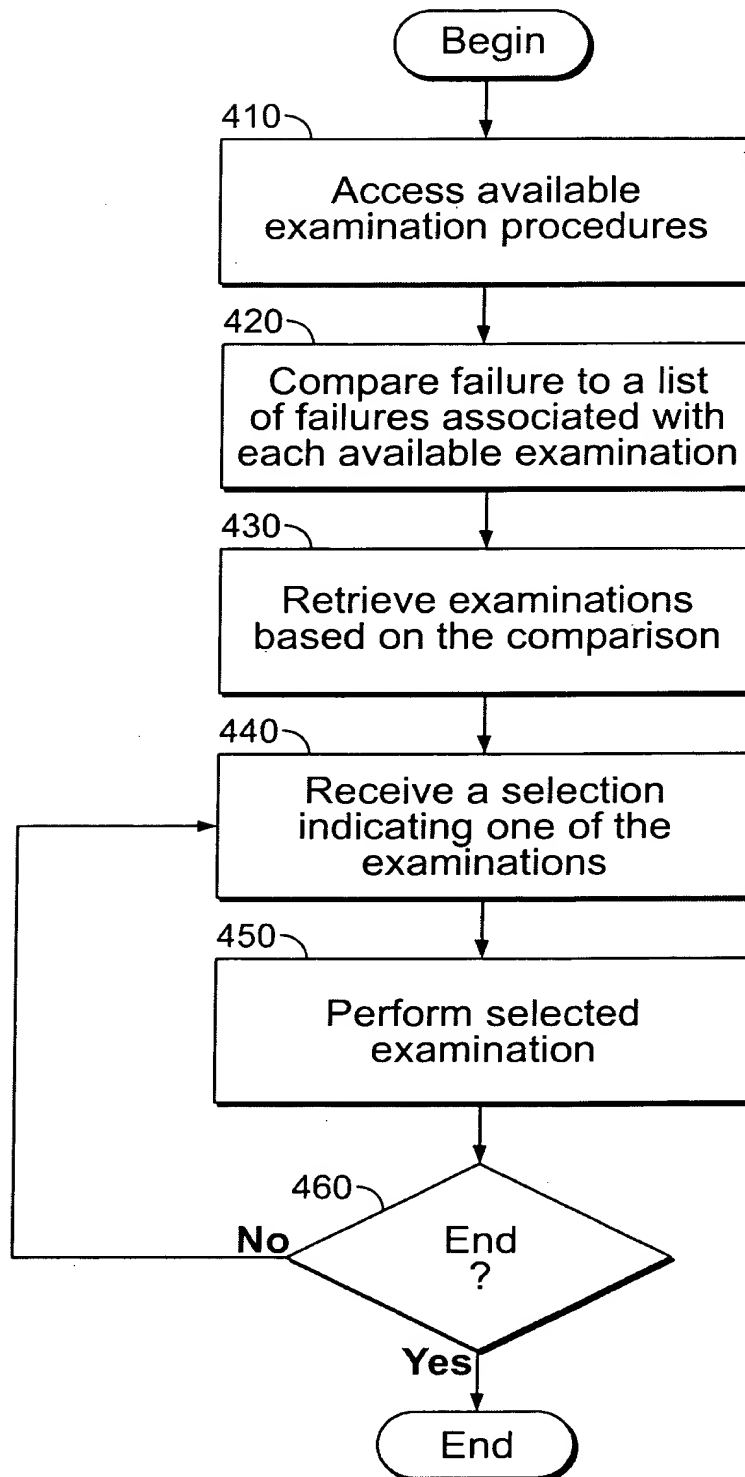 Begin
410
Access available
examination procedures
420
Compare failure to a list
of failures associated with
each available examination
430
Retrieve examinations
based on the comparison
440
Receive a selection
indicating one of the
examinations
450
Perform selected
examination
460
No
End
?
Yes
End